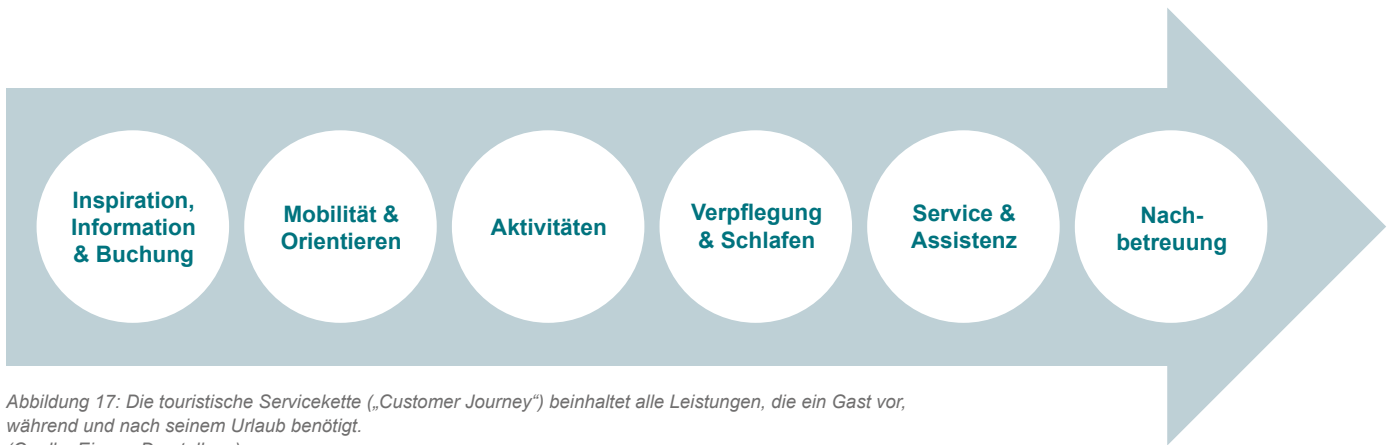 Inspiration,
Information
& Buchung
Mobilität &
Orientieren
Aktivitäten
Verpflegung
& Schlafen
Service &
Assistenz
Nach-
betreuung
Abbildung 17: Die touristische Servicekette („Customer Journey“) beinhaltet alle Leistungen, die ein Gast vor,
während und nach seinem Urlaub benötigt.